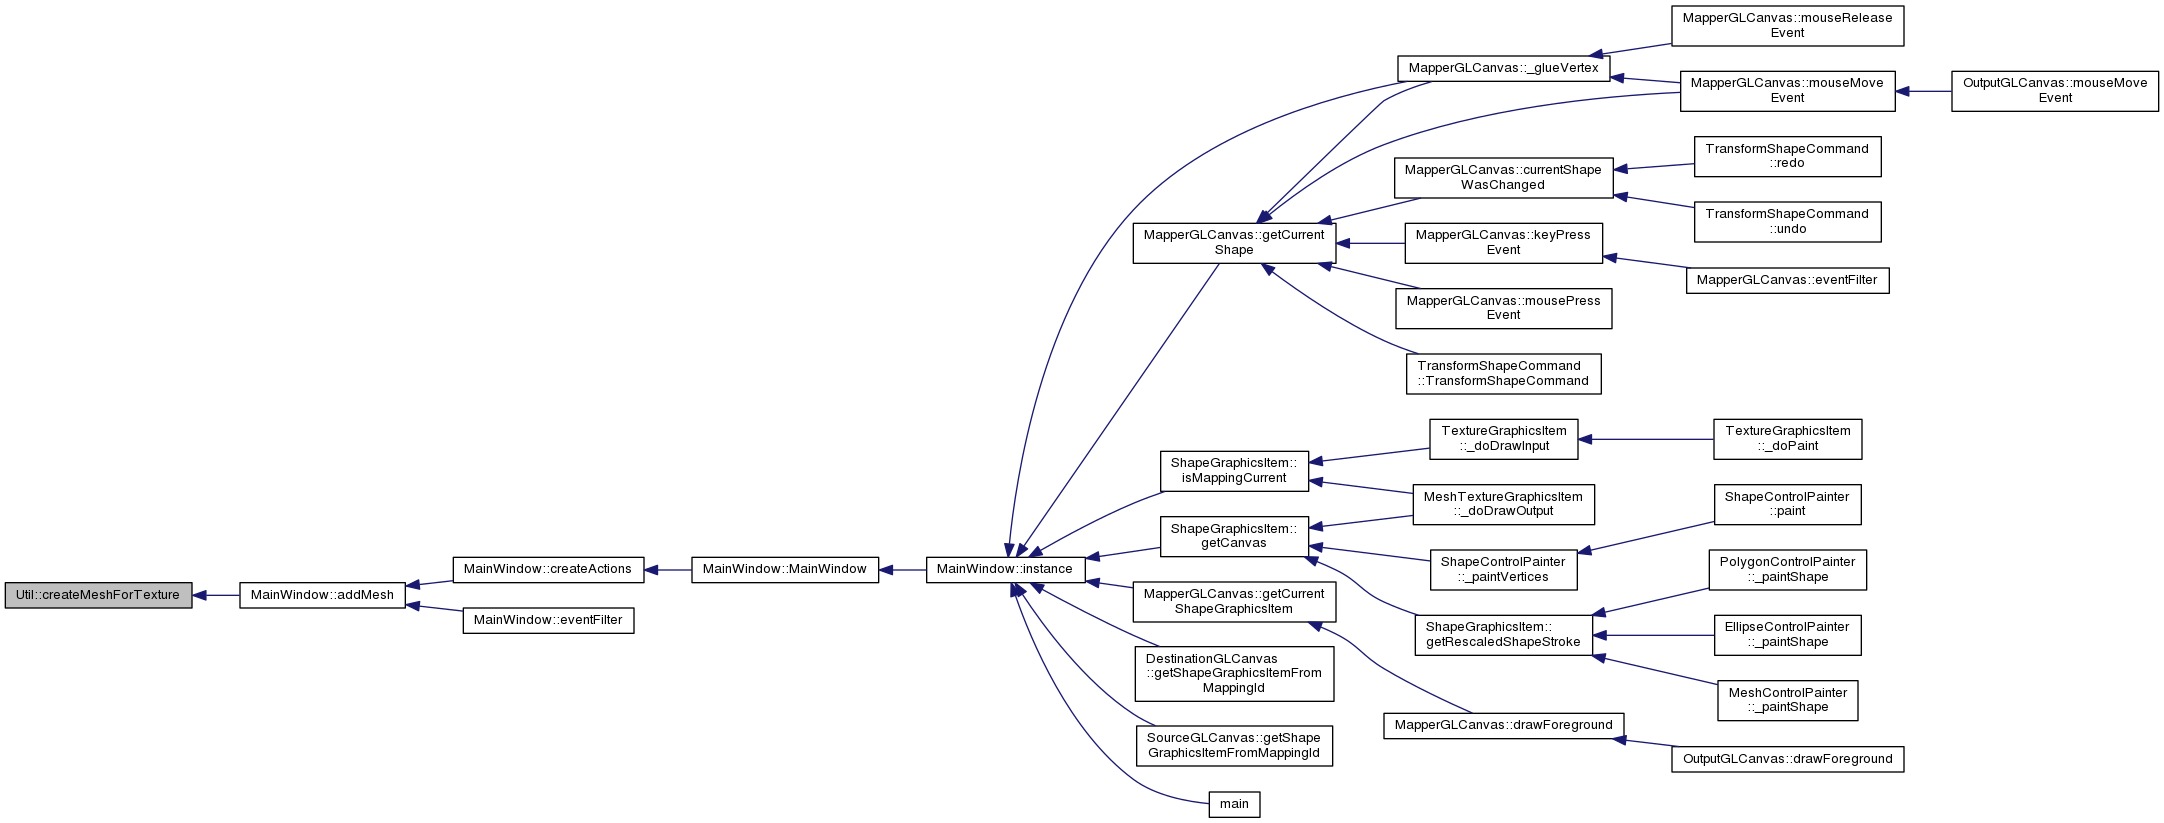 Util::createMeshForTexture
MainWindow::addMesh
MainWindow::createActions
MainWindow::eventFilter
MainWindow::MainWindow
MainWindow::instance
MapperGLCanvas::_glueVertex
MapperGLCanvas::mouseRelease
Event
MapperGLCanvas::mouseMove
Event
OutputGLCanvas::mouseMove
Event
MapperGLCanvas::getCurrent
Shape
MapperGLCanvas::currentShape
WasChanged
TransformShapeCommand
::redo
TransformShapeCommand
::undo
MapperGLCanvas::keyPress
Event
MapperGLCanvas::eventFilter
MapperGLCanvas::mousePress
Event
TransformShapeCommand
::TransformShapeCommand
ShapeGraphicsItem::
isMappingCurrent
TextureGraphicsItem
::_doDrawInput
TextureGraphicsItem
::_doPaint
MeshTextureGraphicsItem
::_doDrawOutput
ShapeGraphicsItem::
getCanvas
ShapeControlPainter
::_paintVertices
ShapeControlPainter
::paint
ShapeGraphicsItem::
getRescaledShapeStroke
PolygonControlPainter
::_paintShape
EllipseControlPainter
::_paintShape
MeshControlPainter
::_paintShape
MapperGLCanvas::getCurrent
ShapeGraphicsItem
MapperGLCanvas::drawForeground
OutputGLCanvas::drawForeground
DestinationGLCanvas
::getShapeGraphicsItemFrom
MappingId
SourceGLCanvas::getShape
GraphicsItemFromMappingId
main